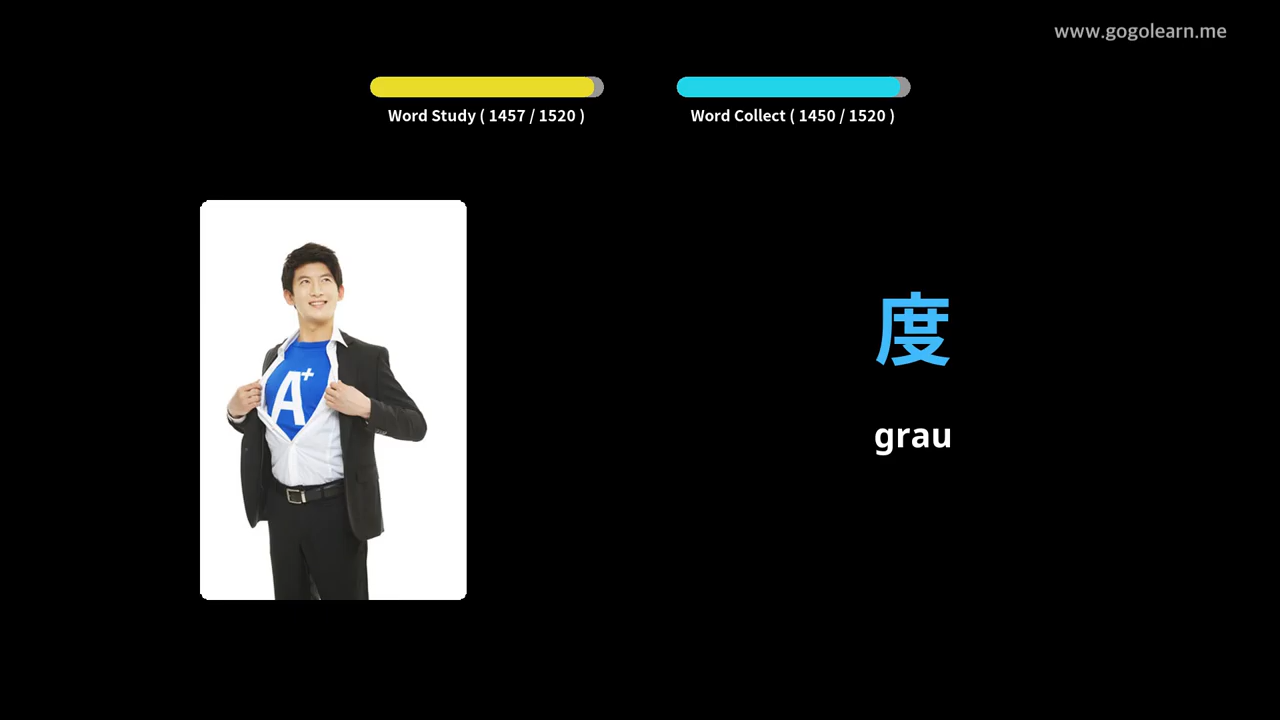 www.gogolearn.me
Word Study ( 1457 / 1520 )
Word Collect ( 1450 / 1520 )
A+
度
grau